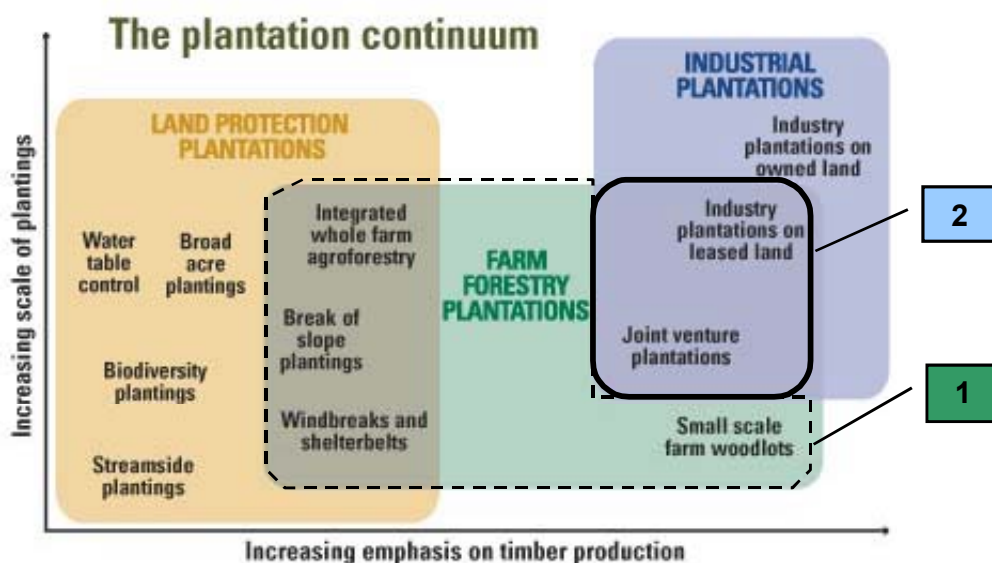 The plantation continuum
INDUSTRIAL
PLANTATIONS
LAND PROTECTION
PLANTATIONS
Industry
plantations on
owned land
Integrated
whole farm
agroforestry
Industry
plantations on
leased land
2
Water
table
control
Broad
acre
plantings
FARM
FORESTRY
PLANTATIONS
Break of
slope
plantings
Joint venture
plantations
Biodiversity
plantings
1
Windbreaks and
shelterbelts
Small scale
farm woodlots
Streamside
plantings
Increasing scale of plantings
Increasing emphasis on timber production